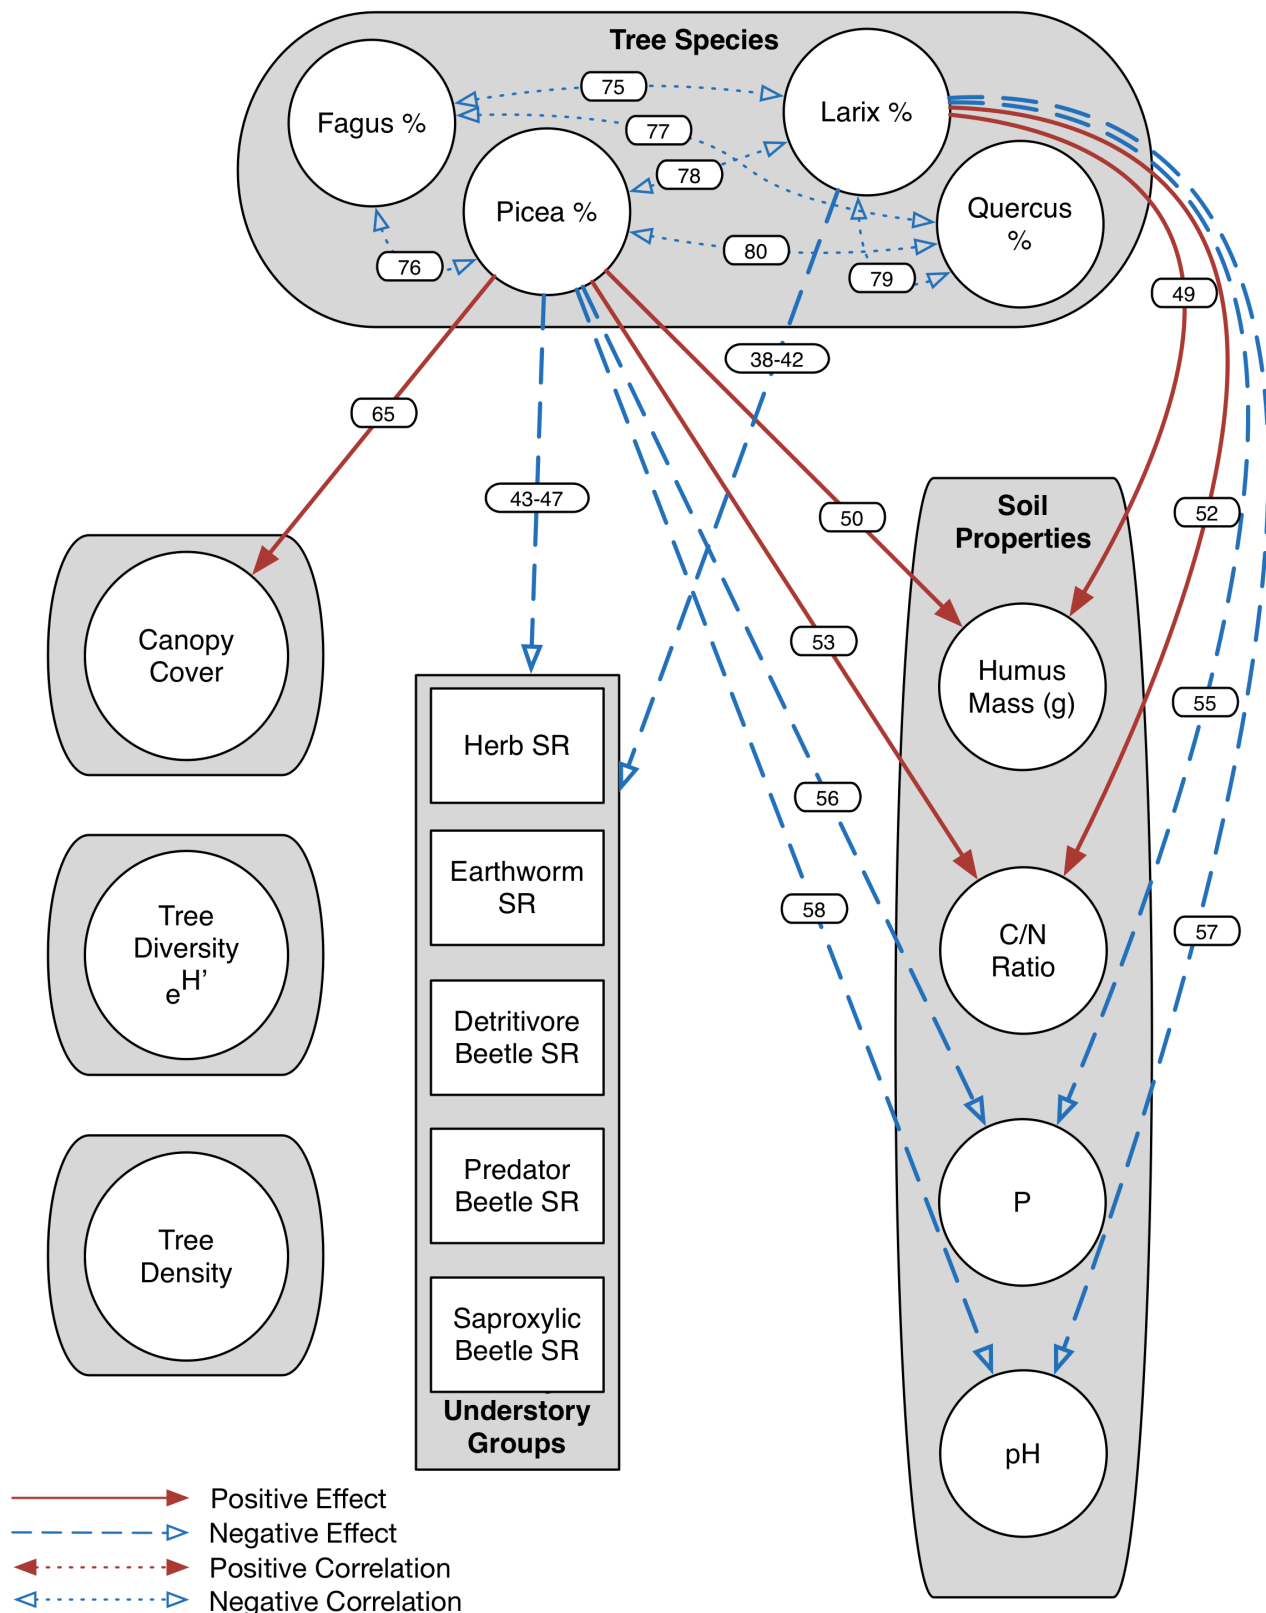 Tree Species
Fagus %
75
Larix %
77
78
Picea %
Quercus
%
80
76
79
49
38-42
65
43-47
50
52
Soil
Properties
Canopy
Cover
53
Humus
Mass (g)
55
Herb SR
56
Earthworm
SR
58
57
Tree
Diversity
eH’
C/N
Ratio
Detritivore
Beetle SR
Predator
Beetle SR
P
Tree
Density
Saproxylic
Beetle SR
Understory
Groups
pH
Positive Effect
Negative Effect
Positive Correlation
Negative Correlation